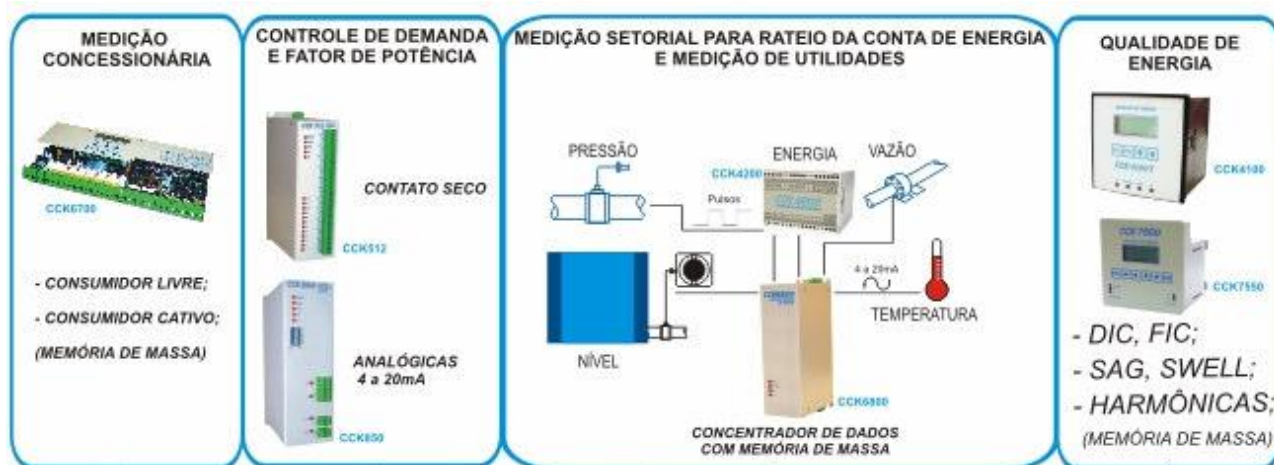 MEDIÇÃO
CONCESSIONÁRIA
CCK6700
- CONSUMIDOR LIVRE;
- CONSUMIDOR CATIVO;
(MEMÓRIA DE MASSA)
CONTROLE DE DEMANDA
E FATOR DE POTÊNCIA
CONTATO SECO
CCK512
ANALÓGICAS
4 a 20mA
CCK850
MEDIÇÃO SETORIAL PARA RATEIO DA CONTA DE ENERGIA
E MEDIÇÃO DE UTILIDADES
PRESSÃO
ENERGIA
VAZÃO
CCK4200
Pulsos
4 a 20mA
TEMPERATURA
NÍVEL
CCK6800
CONCENTRADOR DE DADOS
COM MEMÓRIA DE MASSA
QUALIDADE DE
ENERGIA
CCK4100
CCK 7000
CCK7550
- DIC, FIC;
- SAG, SWELL;
- HARMÔNICAS;
(MEMÓRIA DE MASSA)